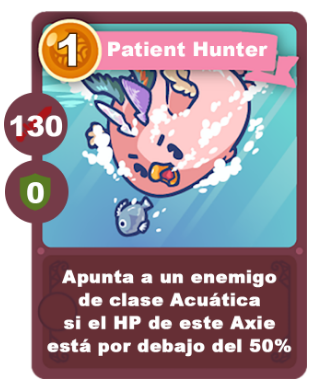 1
Patient Hunter
130
0
Apunta a un enemigo
de clase Acuática
si el HP de este Axie
está por debajo del 50%